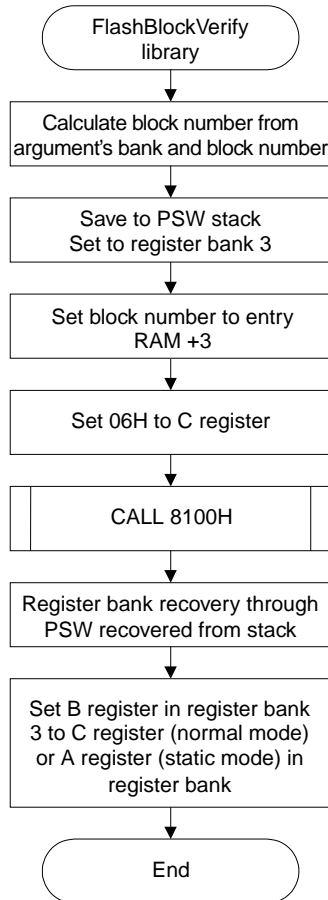 FlashBlockVerify
library
Calculate block number from
argument's bank and block number
Save to PSW stack
Set to register bank 3
Set block number to entry
RAM +3
Set 06H to C register
CALL 8100H
Register bank recovery through
PSW recovered from stack
Set B register in register bank
3 to C register (normal mode)
or A register (static mode) in
register bank
End